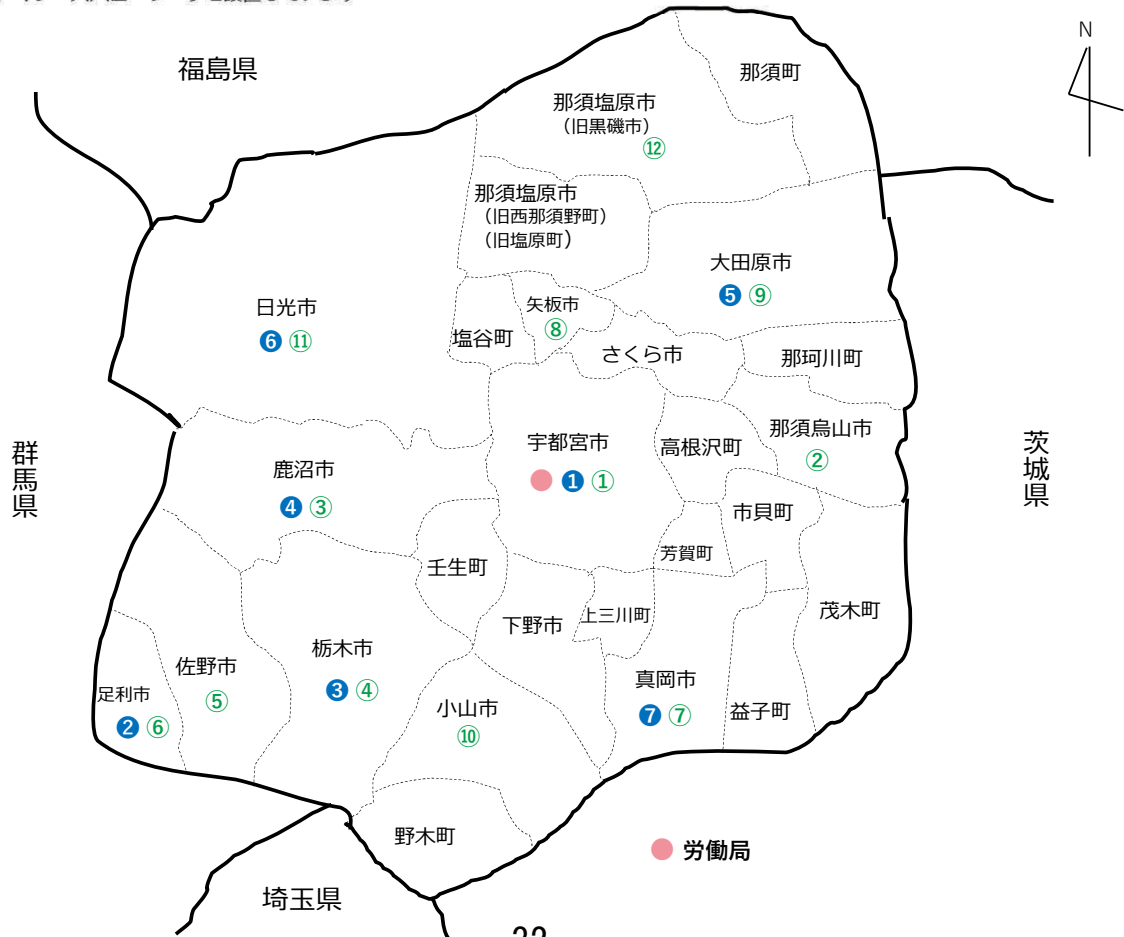 N
福島県
那須町
那須塩原市
（旧黒磯市）
⑫
那須塩原市
（旧西那須野町）
（旧塩原町）
大田原市
❺ ⑨
日光市
❻ ⑪
矢板市
⑧
塩谷町
さくら市
那珂川町
群馬県
茨城県
宇都宮市
❶ ①
高根沢町
那須烏山市
②
鹿沼市
❹ ③
市貝町
芳賀町
壬生町
茂木町
下野市
上三川町
栃木市
❸ ④
佐野市
⑤
足利市
❷ ⑥
真岡市
❼ ⑦
益子町
小山市
⑩
野木町
労働局
埼玉県